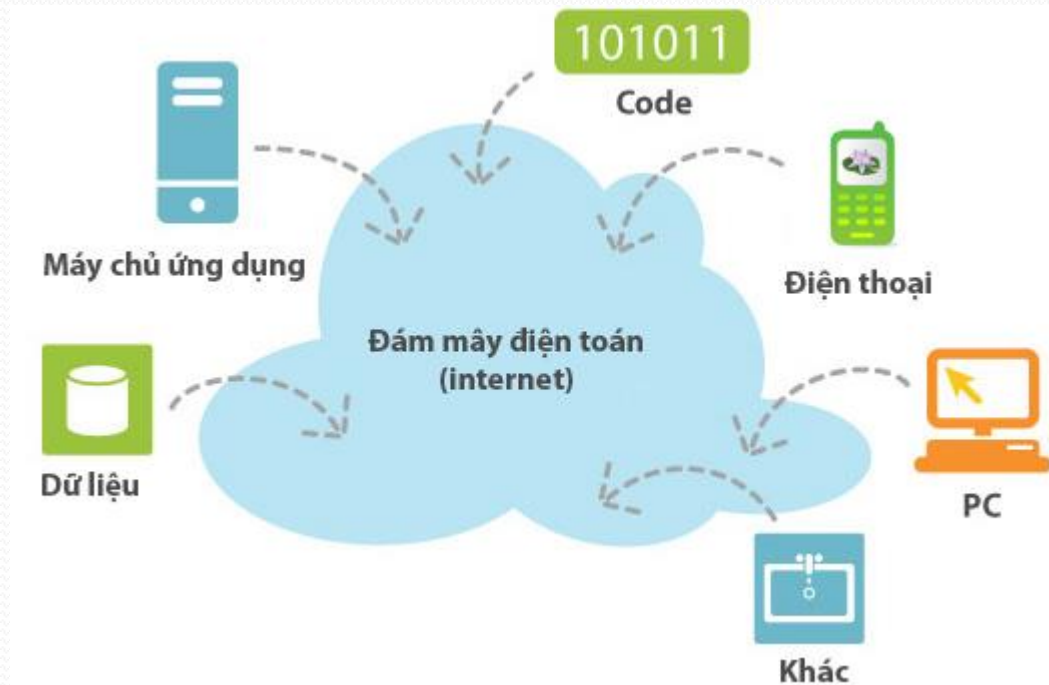 101011
Code
Máy chủ ứng dụng
Điện thoại
Đám mây điện toán
(internet)
Dữ liệu
PC
Khác